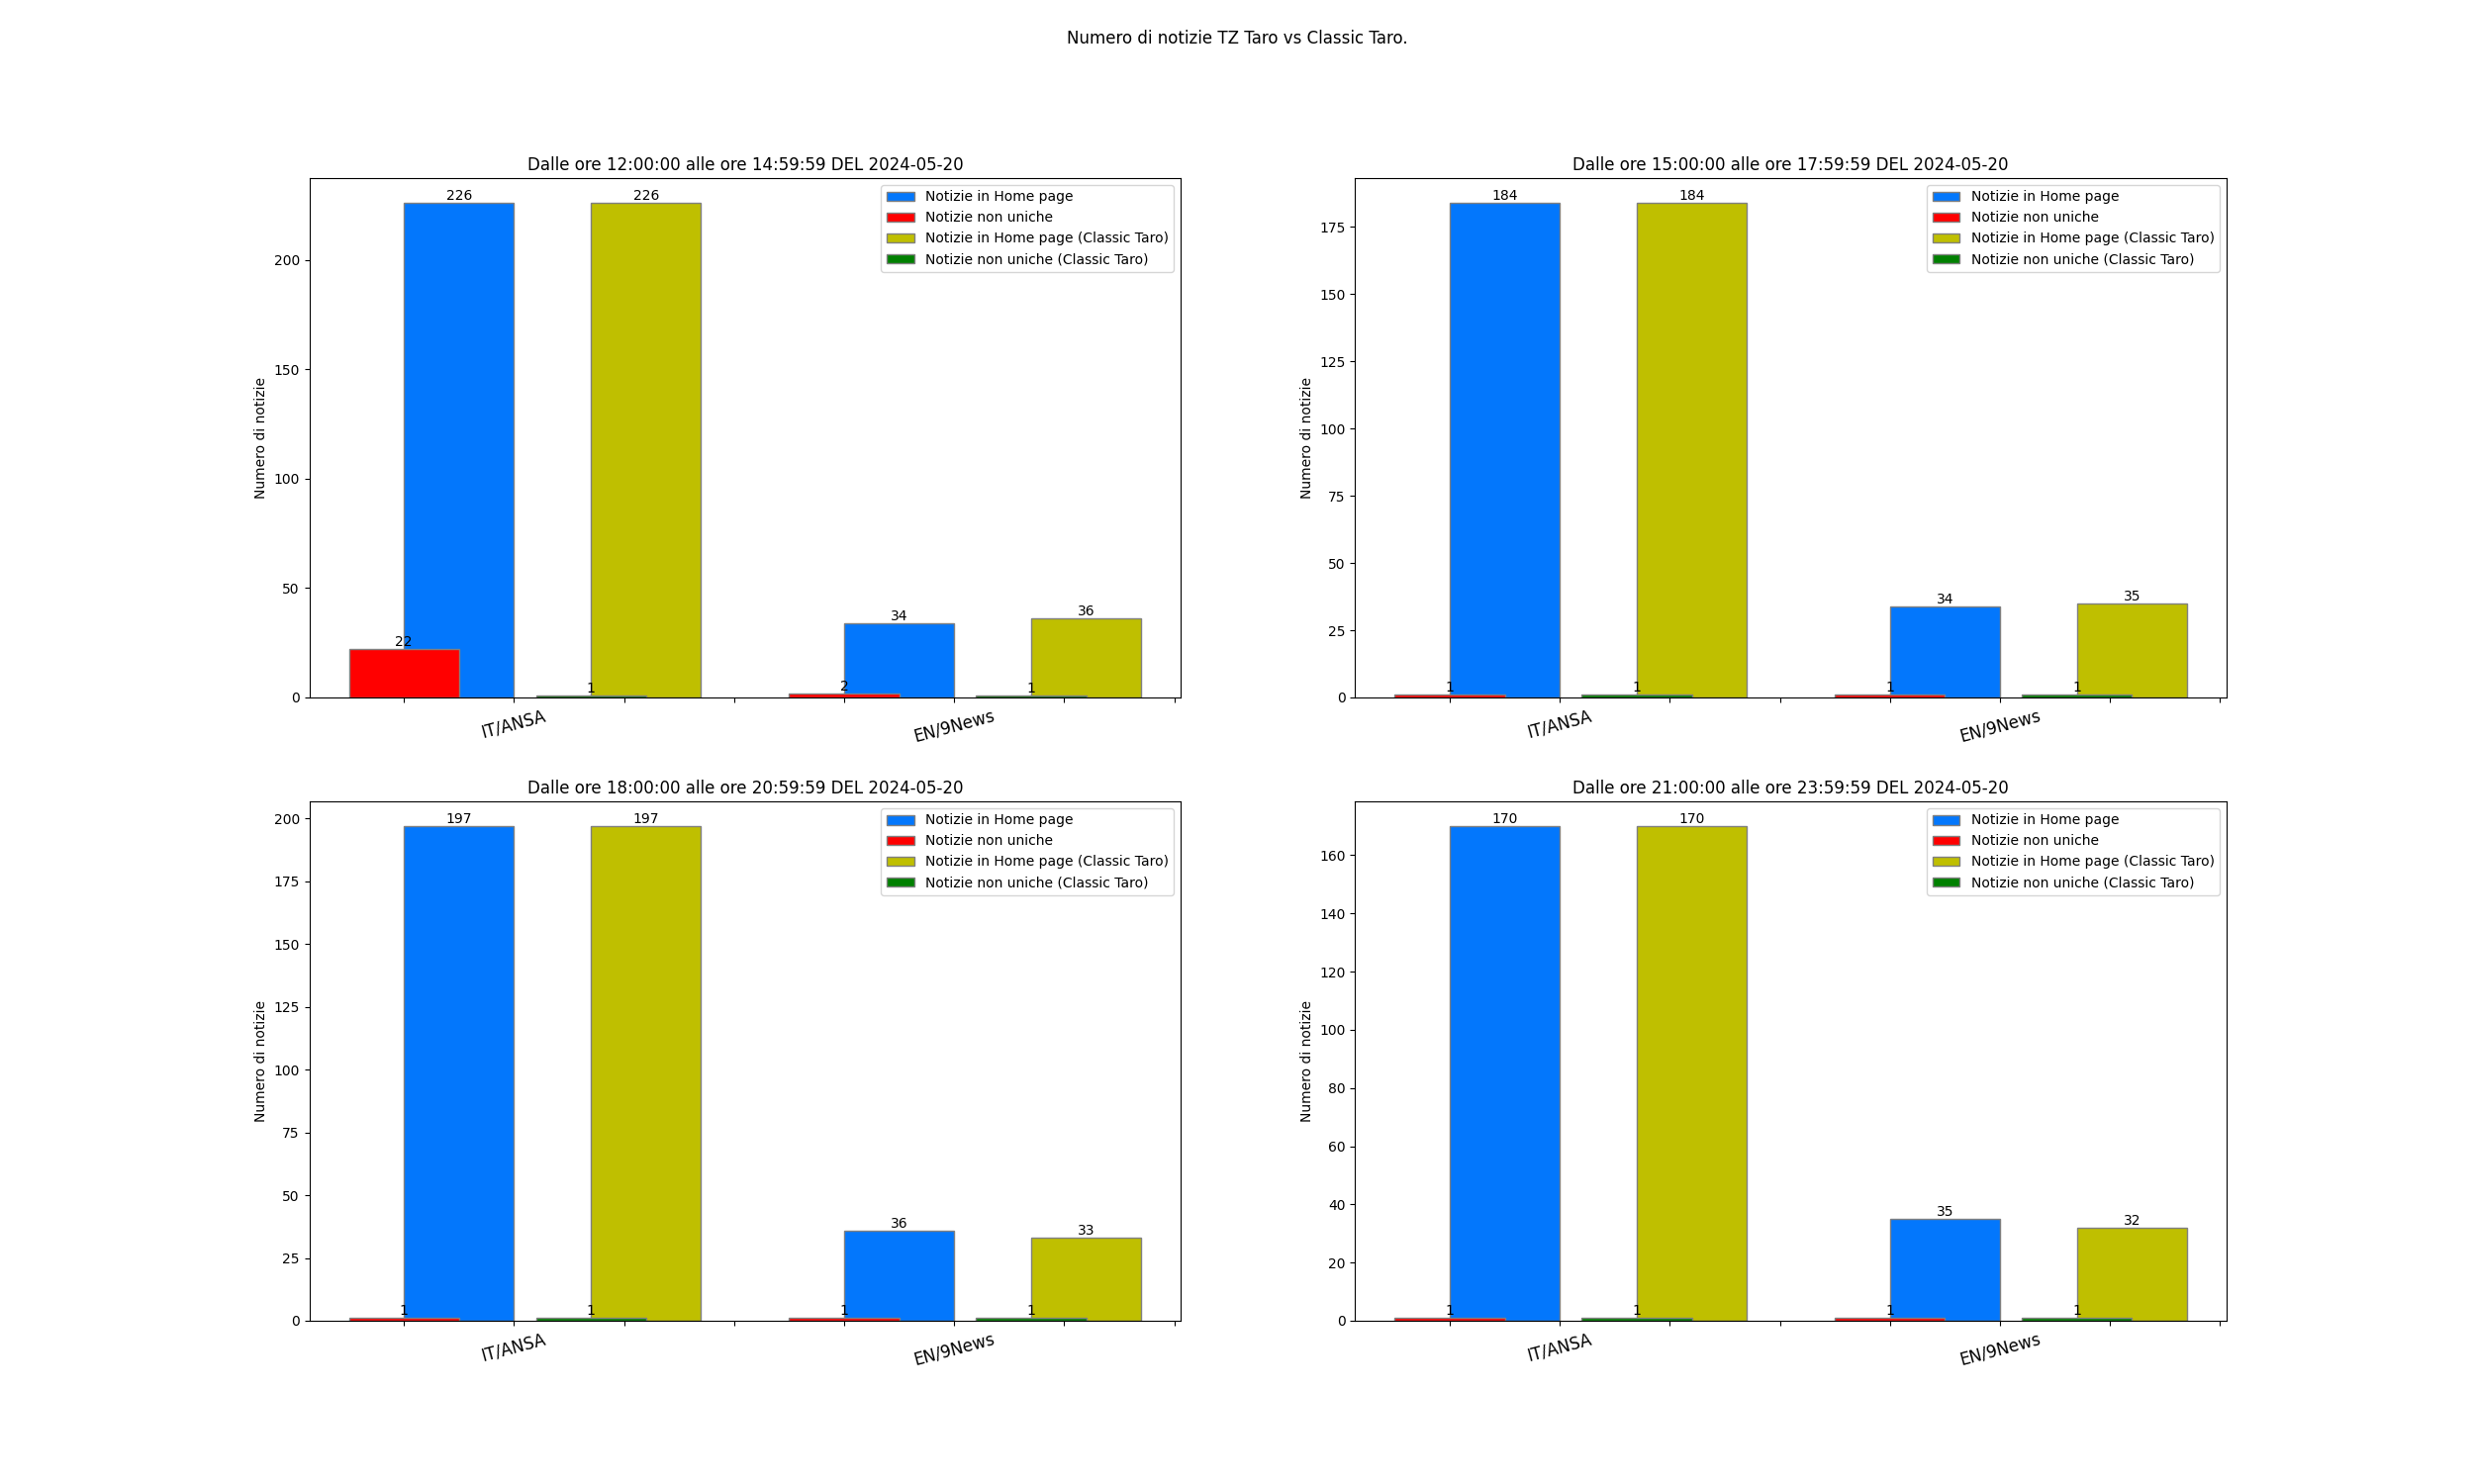 Numero di notizie TZ Taro vs Classic Taro.
Dalle ore 12:00:00 alle ore 14:59:59 DEL 2024-05-20
Numero di notizie
200
150
100
50
0
226
226
22
1
34
36
2
1
Notizie in Home page
Notizie non uniche
Notizie in Home page (Classic Taro)
Notizie non uniche (Classic Taro)
IT/ANSA
EN/9News
Dalle ore 15:00:00 alle ore 17:59:59 DEL 2024-05-20
Numero di notizie
175
150
125
100
75
50
25
0
184
184
1
1
34
35
1
1
Notizie in Home page
Notizie non uniche
Notizie in Home page (Classic Taro)
Notizie non uniche (Classic Taro)
IT/ANSA
EN/9News
Dalle ore 18:00:00 alle ore 20:59:59 DEL 2024-05-20
Numero di notizie
200
175
150
125
100
75
50
25
0
197
197
1
1
36
33
1
1
Notizie in Home page
Notizie non uniche
Notizie in Home page (Classic Taro)
Notizie non uniche (Classic Taro)
IT/ANSA
EN/9News
Dalle ore 21:00:00 alle ore 23:59:59 DEL 2024-05-20
Numero di notizie
160
140
120
100
80
60
40
20
0
170
170
1
1
35
32
1
1
Notizie in Home page
Notizie non uniche
Notizie in Home page (Classic Taro)
Notizie non uniche (Classic Taro)
IT/ANSA
EN/9News